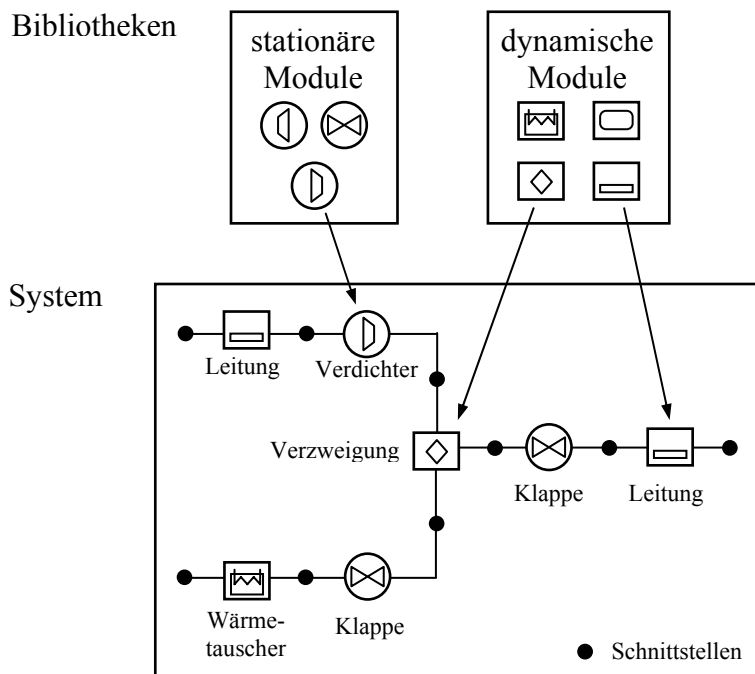 Bibliotheken
stationäre
Module
dynamische
Module
System
Leitung
Verdichter
Verzweigung
Klappe
Leitung
Wärme-
tauscher
Klappe
Schnittstellen